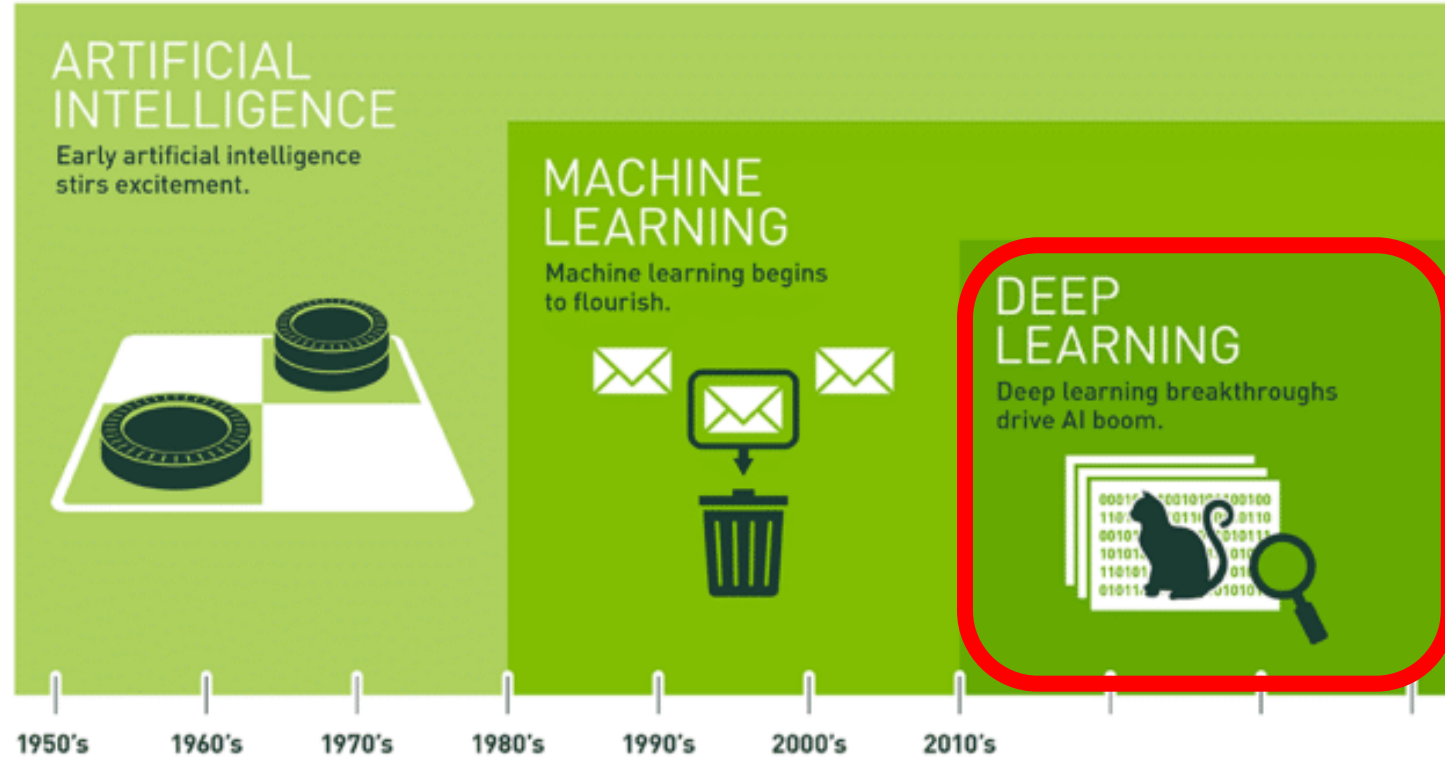 ARTIFICIAL
INTELLIGENCE
Early artificial intelligence
stirs excitement.
MACHINE
LEARNING
Machine learning begins
to flourish.
DEEP
LEARNING
Deep learning breakthroughs
drive AI boom.
1950's 1960's 1970's 1980's 1990's 2000's 2010's